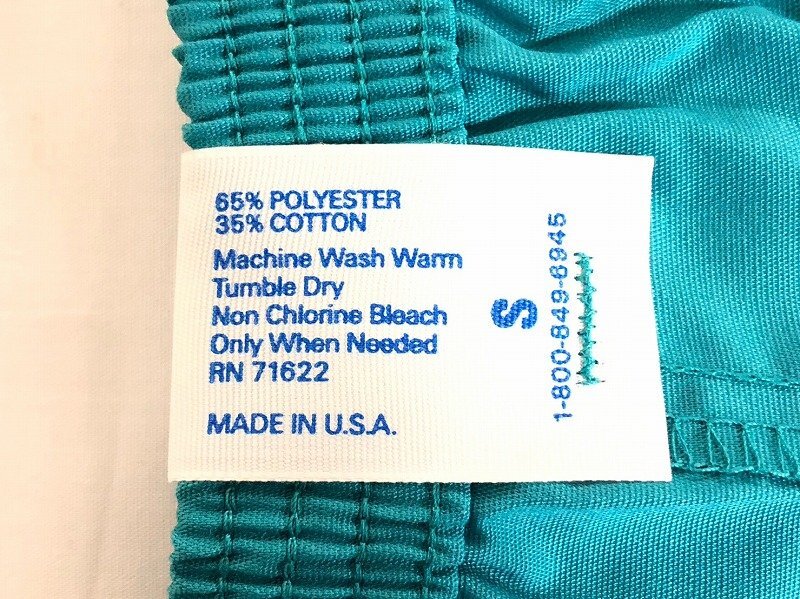 65% POLYESTER
35% COTTON
Machine Wash Warm
Tumble Dry
Non Chlorine Bleach
Only When Needed
RN 71622
MADE IN U.S.A.
S
1-800-849-6945